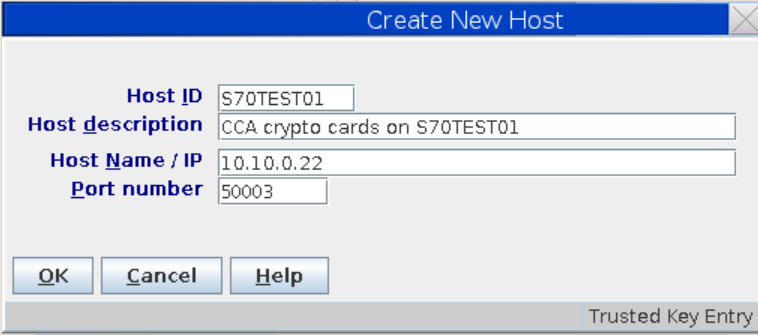 Create New Host
Host ID S70TEST01
Host description CCA crypto cards on S70TEST01
Host Name / IP 10.10.0.22
Port number 50003
OK Cancel Help
Trusted Key Entry